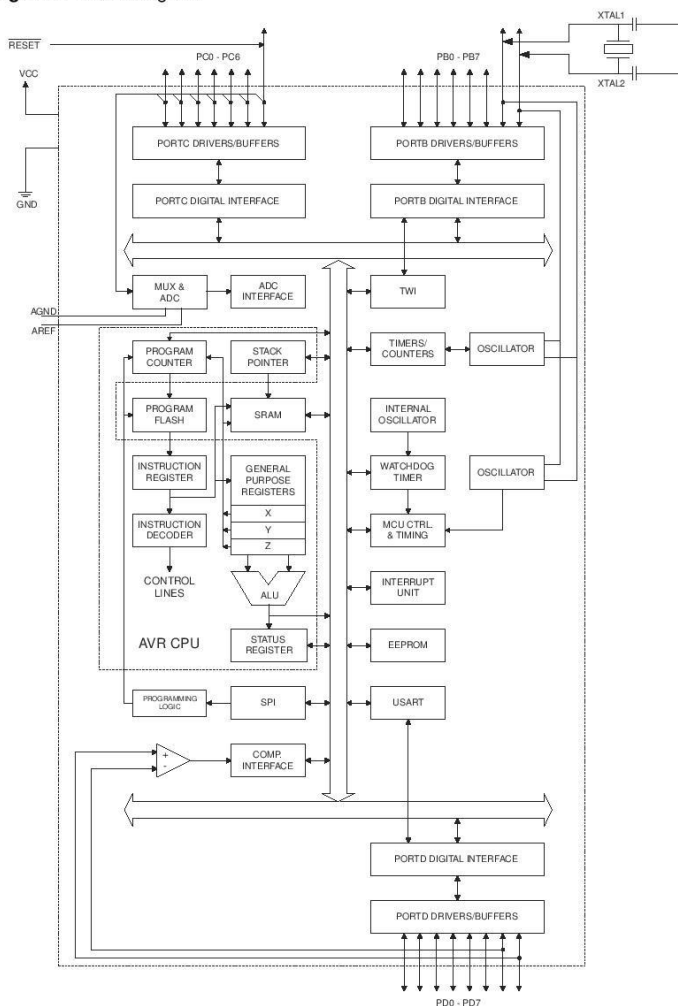 XTAL1
RESET
PC0 - PC6
PB0 - PB7
VCC
XTAL2
PORTC DRIVERS/BUFFERS
PORTB DRIVERS/BUFFERS
PORTC DIGITAL INTERFACE
PORTB DIGITAL INTERFACE
GND
MUX &
ADC
ADC
INTERFACE
TWI
AGND
AREF
PROGRAM
COUNTER
STACK
POINTER
TIMERS/
COUNTERS
OSCILLATOR
PROGRAM
FLASH
SRAM
INTERNAL
OSCILLATOR
INSTRUCTION
REGISTER
GENERAL
PURPOSE
REGISTERS
WATCHDOG
TIMER
OSCILLATOR
X
Y
Z
INSTRUCTION
DECODER
MCU CTRL.
& TIMING
CONTROL
LINES
ALU
INTERRUPT
UNIT
AVR CPU
STATUS
REGISTER
EEPROM
PROGRAMMING
LOGIC
SPI
USART
+
-
COMP.
INTERFACE
PORTD DIGITAL INTERFACE
PORTD DRIVERS/BUFFERS
PD0 - PD7